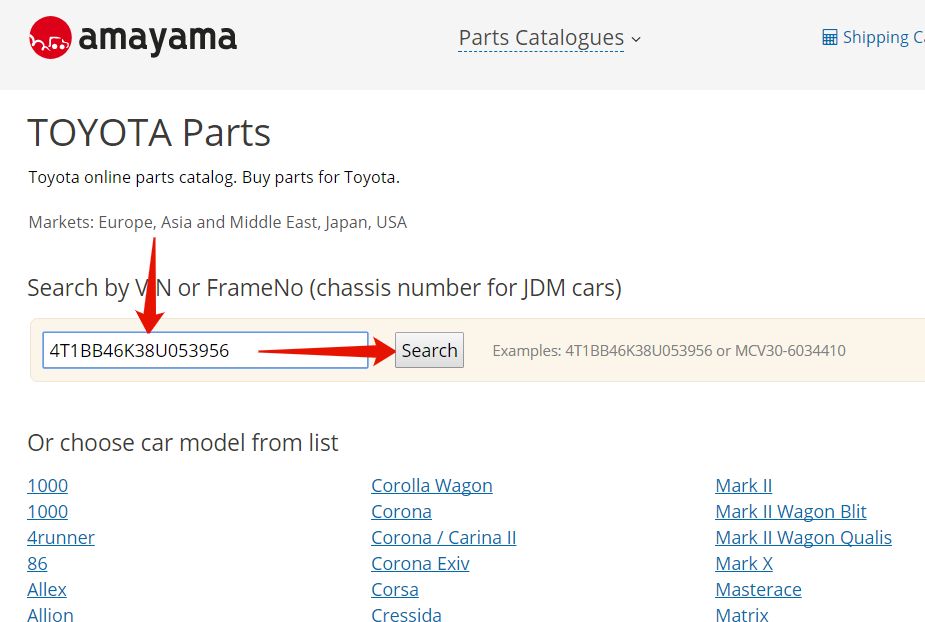 amayama
Parts Catalogues
Shipping
TOYOTA Parts
Toyota online parts catalog. Buy parts for Toyota.
Markets: Europe, Asia and Middle East, Japan, USA
Search by VIN or FrameNo (chassis number for JDM cars)
4T1BB46K38U053956 Search Examples: 4T1BB46K38U053956 or MCV30-6034410
Or choose car model from list
1000
1000
4runner
86
Allex
Allion
Corolla Wagon
Corona
Corona / Carina II
Corona Exiv
Corsa
Cressida
Mark II
Mark II Wagon Blit
Mark II Wagon Qualis
Mark X
Masterace
Matrix